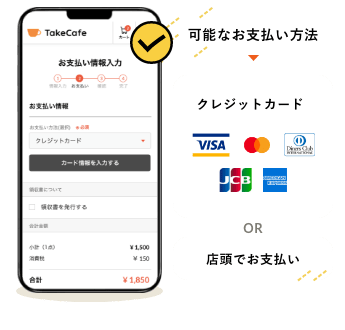 TakeCafe
カート
お支払い情報入力
1 2 3 4
情報入力 お支払い 確認 完了
お支払い情報
お支払い方法(選択) ※必須
クレジットカード
カード情報を入力する
領収書について
領収書を発行する
合計金額
小計(1点) ¥1,500
消費税 ¥ 150
合計 ¥1,850
可能なお支払い方法
クレジットカード
VISA
Diners Club
INTERNATIONAL
JCB
AMERICAN EXPRESS
OR
店頭でお支払い